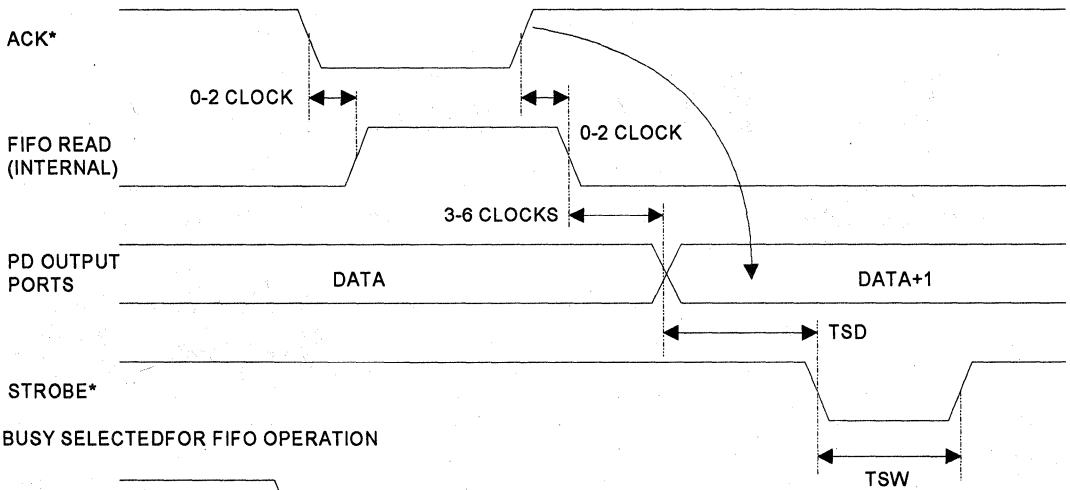 ACK*
0-2 CLOCK
0-2 CLOCK
FIFO READ
(INTERNAL)
3-6 CLOCKS
PD OUTPUT
PORTS
DATA
DATA+1
TSD
STROBE*
BUSY SELECTEDFOR FIFO OPERATION
TSW